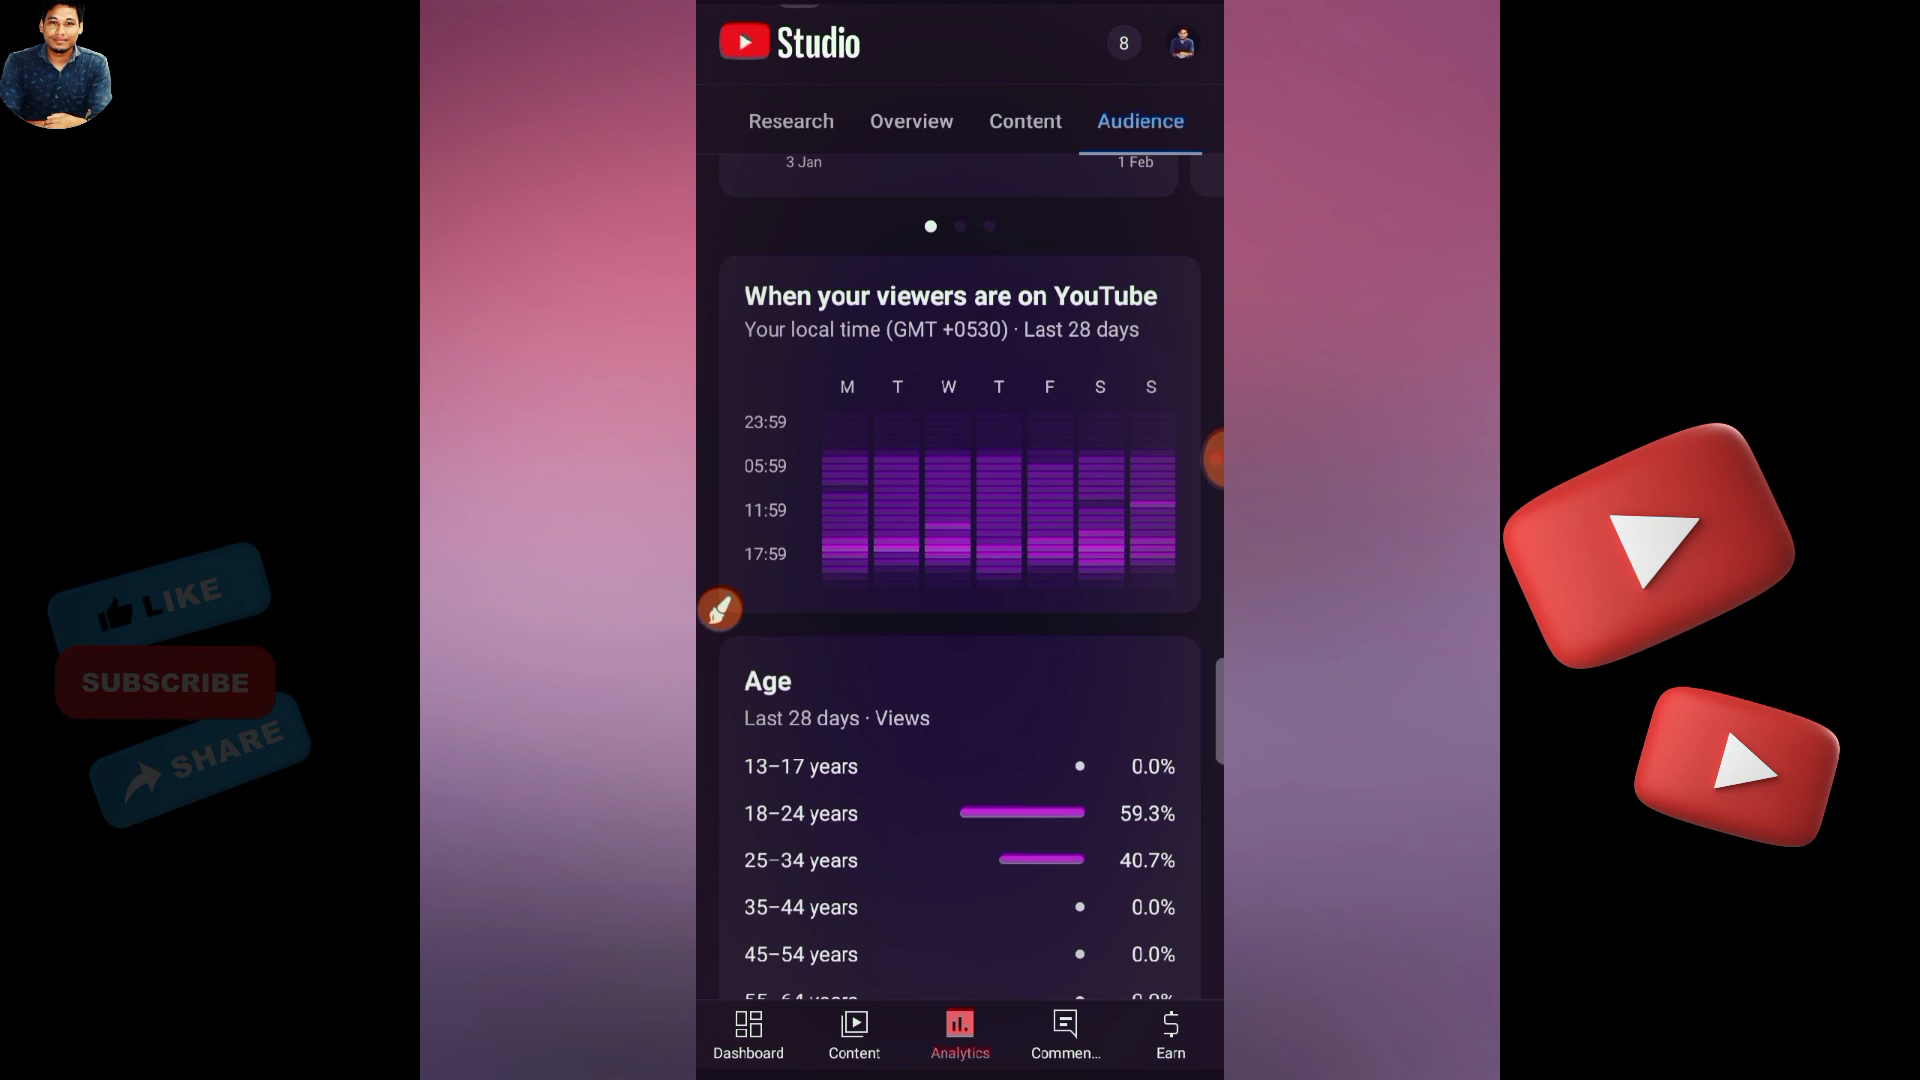 Studio
8
Research Overview Content Audience
3 Jan 1 Feb
When your viewers are on YouTube
Your local time (GMT +0530) · Last 28 days
M T W T F S S
23:59
05:59
11:59
17:59
LIKE
SUBSCRIBE
SHARE
Age
Last 28 days · Views
13–17 years 0.0%
18–24 years 59.3%
25–34 years 40.7%
35–44 years 0.0%
45–54 years 0.0%
Dashboard Content Analytics Commen... Earn